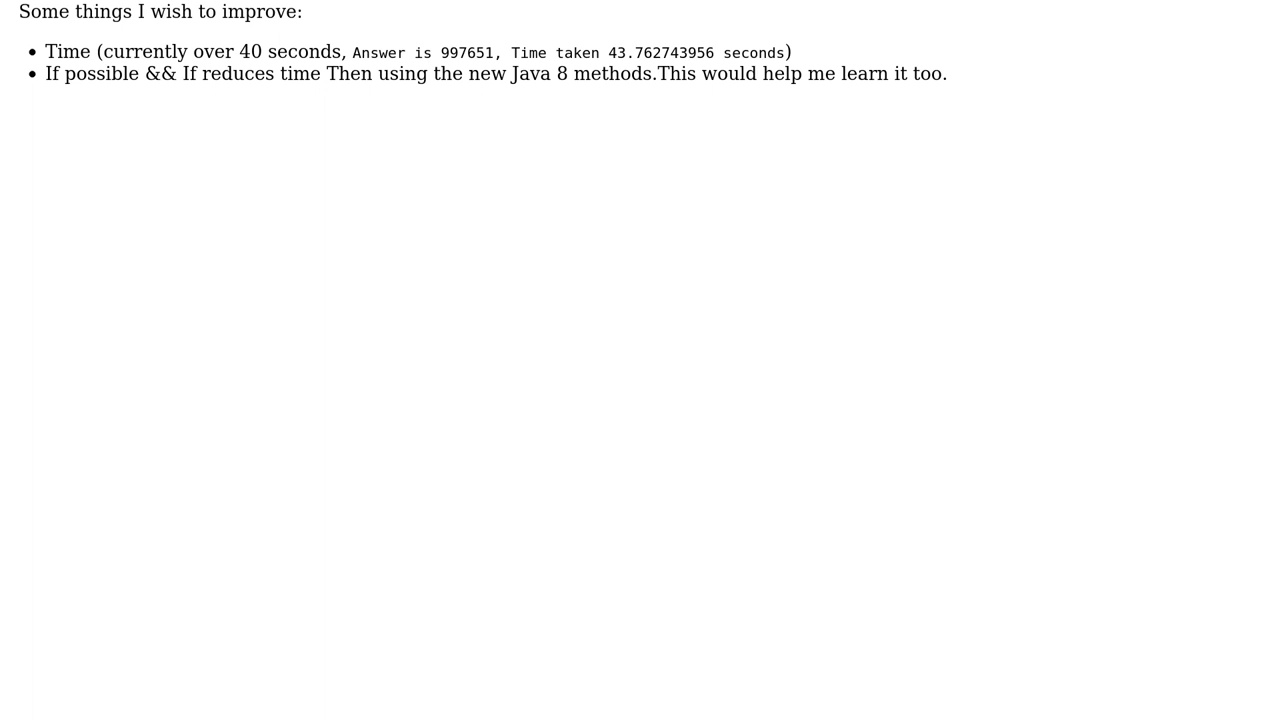 Some things I wish to improve:
• Time (currently over 40 seconds, Answer is 997651, Time taken 43.762743956 seconds)
• If possible && If reduces time Then using the new Java 8 methods.This would help me learn it too.